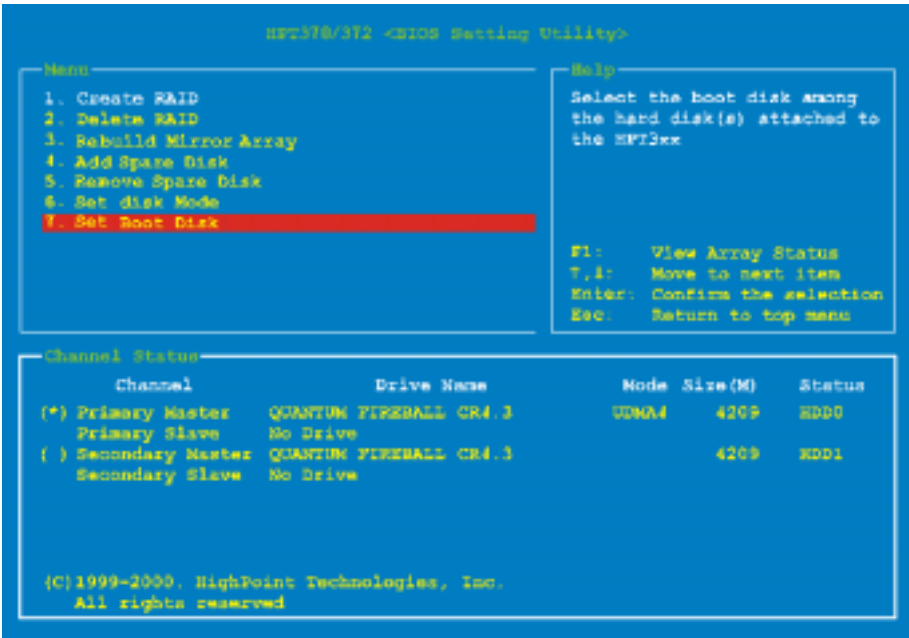 HPT370/372 <BIOS Setting Utility>
Menu
1. Create RAID
2. Delete RAID
3. Rebuild Mirror Array
4. Add Spare Disk
5. Remove Spare Disk
6. Set disk Mode
7. Set Boot Disk
Help
Select the boot disk among
the hard disk(s) attached to
the HPT3xx
F1: View Array Status
↑,↓: Move to next item
Enter: Confirm the selection
Esc: Return to top menu
Channel Status
Channel Drive Name Mode Size(M) Status
(*) Primary Master QUANTUM FIREBALL CR4.3 UDMA4 4209 HDD0
Primary Slave No Drive
( ) Secondary Master QUANTUM FIREBALL CR4.3 4209 HDD1
Secondary Slave No Drive
(C)1999-2000. HighPoint Technologies, Inc.
All rights reserved